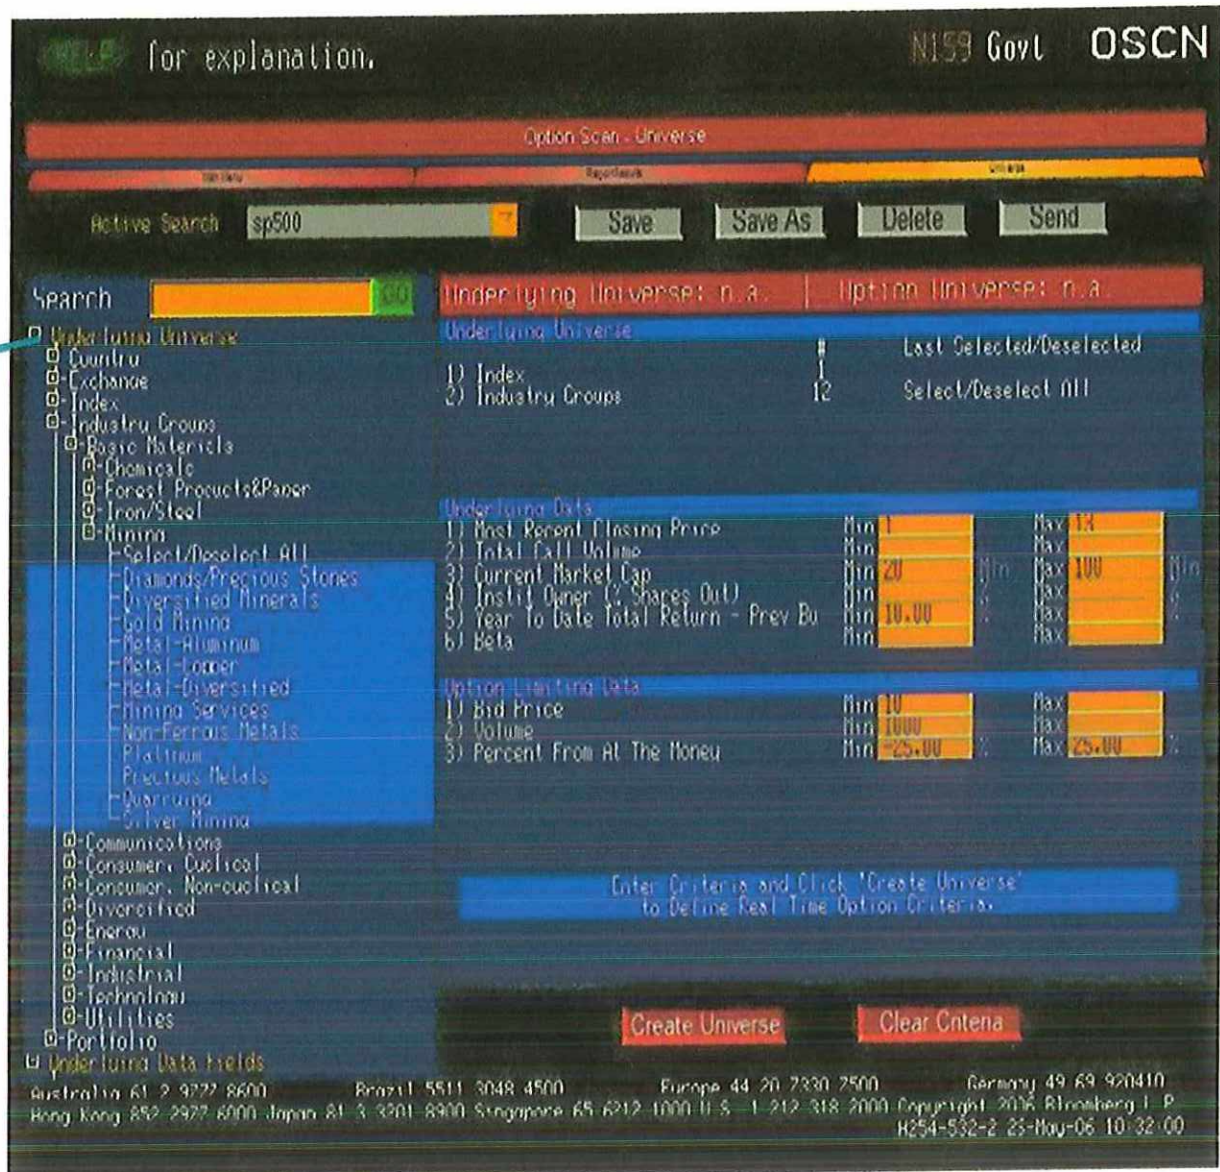 HELP for explanation. N159 Govt OSCN
Option Scan - Universe
Universe
Active Search sp500 Save Save As Delete Send
Search GO Underlying Universe: n.a. Option Universe: n.a.
Underlying Universe
Country
Exchange
Index
Industry Groups
Basic Materials
Chemicals
Forest Products&Paper
Iron/Steel
Mining
Select/Deselect All
Diamonds/Precious Stones
Diversified Minerals
Gold Mining
Metal-Aluminum
Metal-Copper
Metal-Diversified
Mining Services
Non-Ferrous Metals
Platinum
Precious Metals
Quarrying
Silver Mining
Communications
Consumer, Cyclical
Consumer, Non-cyclical
Diversified
Energy
Financial
Industrial
Technology
Utilities
Portfolio
Underlying Data Fields
Underlying Universe
# Last Selected/Deselected
1) Index 1
2) Industry Groups 12 Select/Deselect All
Underlying Data
1) Most Recent Closing Price Min 1 Max 13
2) Total Call Volume Min Max
3) Current Market Cap Min 20 Mln Max 100 Mln
4) Instit Owner (% Shares Out) Min % Max %
5) Year To Date Total Return - Prev Bu Min 10.00 % Max %
6) Beta Min Max
Option Limiting Data
1) Bid Price Min 10 Max
2) Volume Min 1000 Max
3) Percent From At The Money Min -25.00 % Max 25.00 %
Enter Criteria and Click 'Create Universe'
to Define Real Time Option Criteria.
Create Universe Clear Criteria
Australia 61 2 9777 8600 Brazil 5511 3048 4500 Europe 44 20 7330 7500 Germany 49 69 920410
Hong Kong 852 2977 6000 Japan 81 3 3201 8900 Singapore 65 6212 1000 U.S. 1 212 318 2000 Copyright 2006 Bloomberg L.P.
H254-532-2 25-May-06 10:32:00